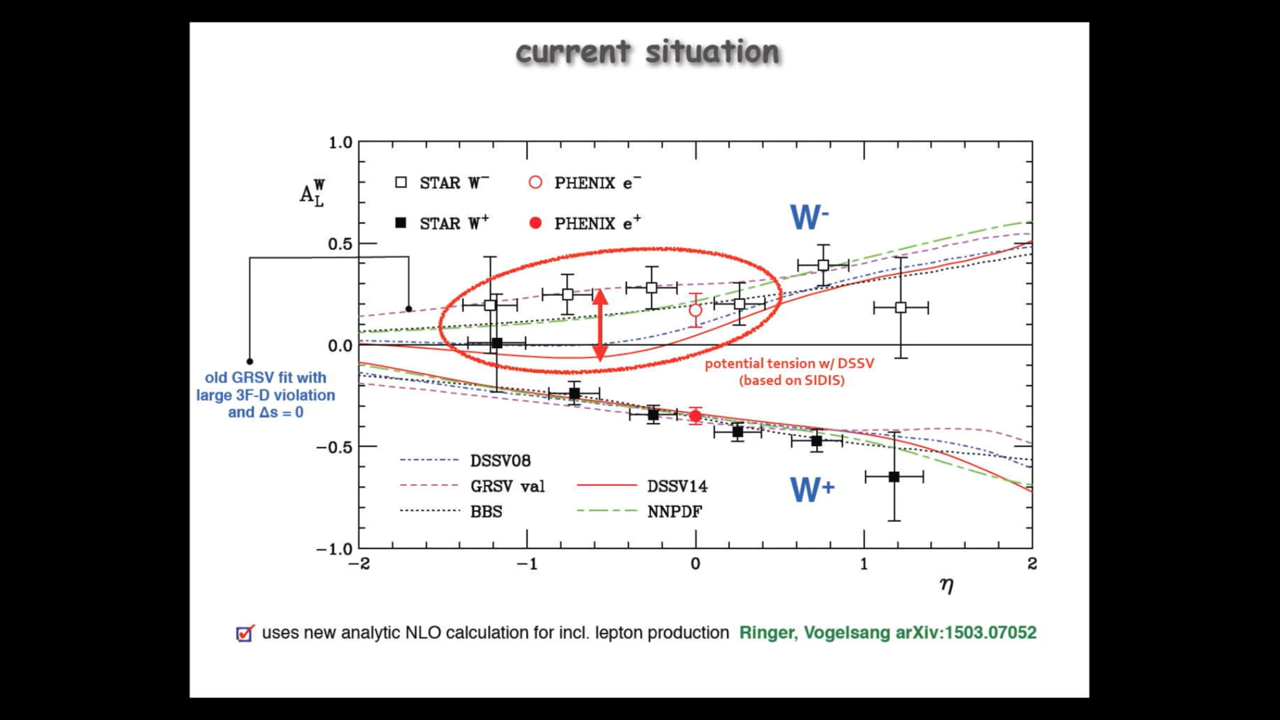 current situation
1.0
A_L^W
0.5
0.0
−0.5
−1.0
−2
−1
0
1
2
η
STAR W⁻
PHENIX e⁻
STAR W⁺
PHENIX e⁺
W-
potential tension w/ DSSV
(based on SIDIS)
old GRSV fit with
large 3F-D violation
and Δs = 0
W+
DSSV08
GRSV val
DSSV14
BBS
NNPDF
uses new analytic NLO calculation for incl. lepton production Ringer, Vogelsang arXiv:1503.07052